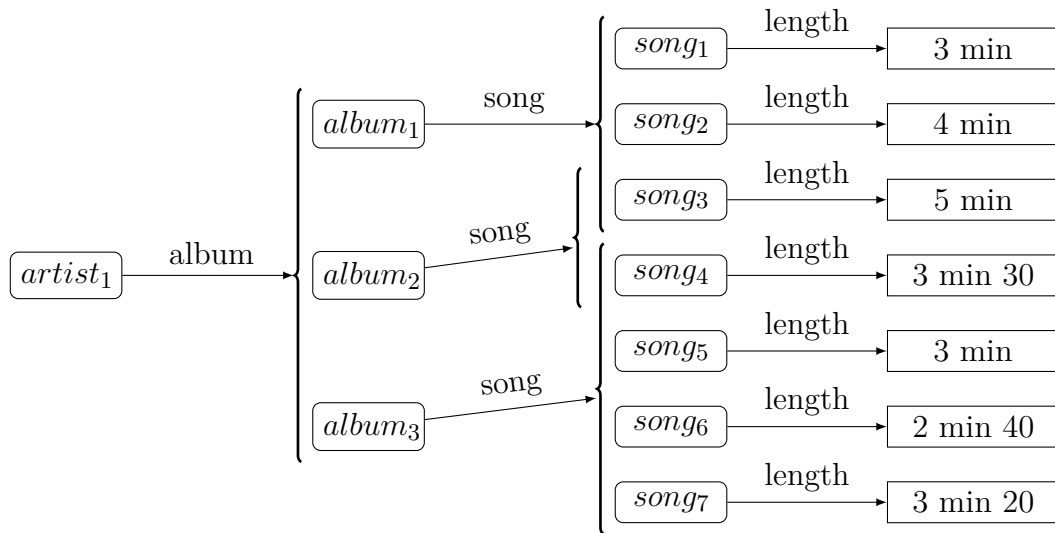 artist₁
album
album₁
album₂
album₃
song
song
song
song₁ length 3 min
song₂ length 4 min
song₃ length 5 min
song₄ length 3 min 30
song₅ length 3 min
song₆ length 2 min 40
song₇ length 3 min 20